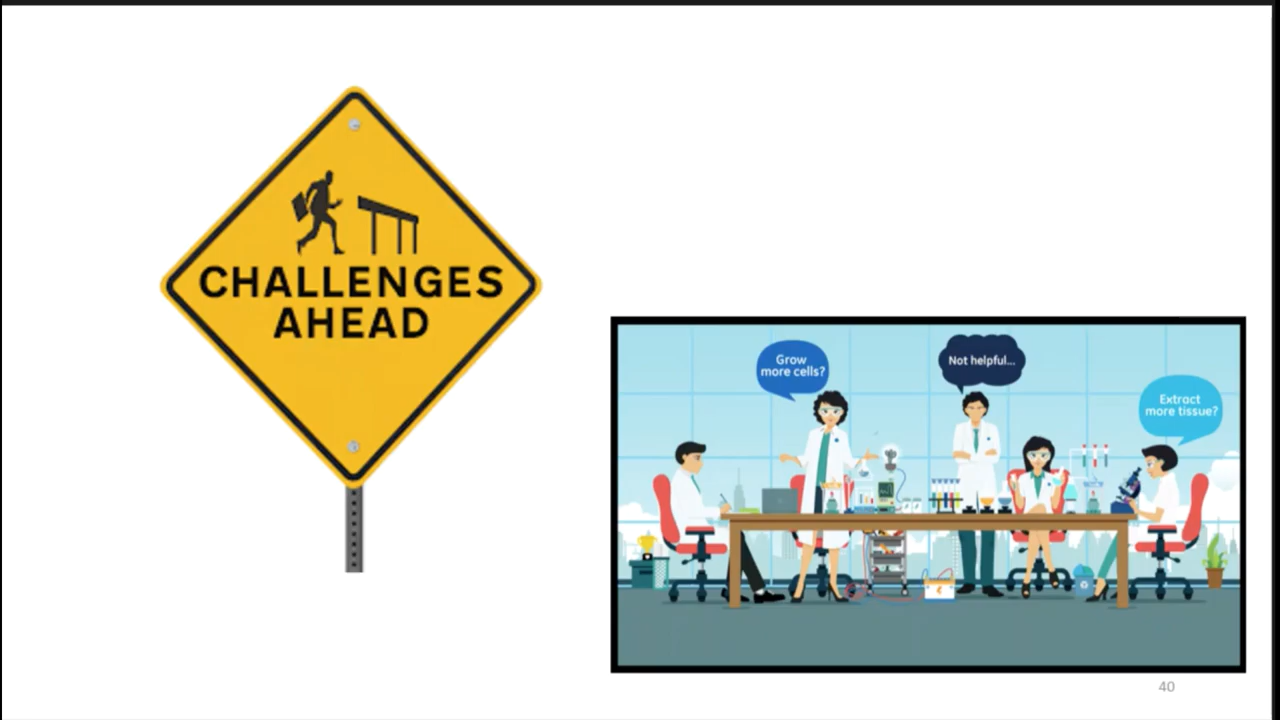 CHALLENGES
AHEAD
Grow
more cells?
Not helpful...
Extract
more tissue?
40